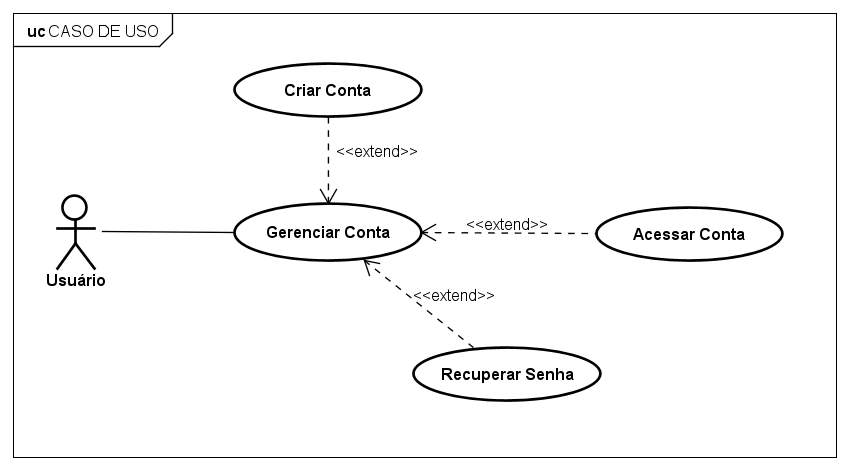 uc CASO DE USO
Criar Conta
<<extend>>
Gerenciar Conta
<<extend>>
Acessar Conta
Usuário
<<extend>>
Recuperar Senha